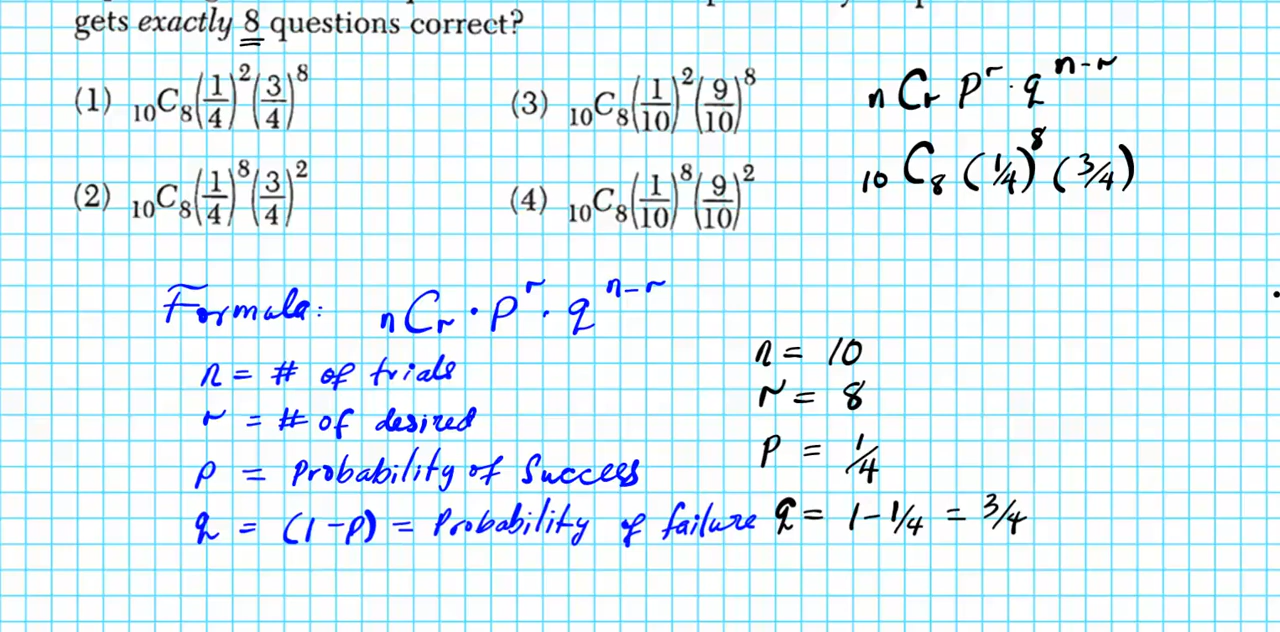 gets exactly 8 questions correct?
(1) ₁₀C₈(1/4)²(3/4)⁸
(3) ₁₀C₈(1/10)²(9/10)⁸
nCr pʳ · qⁿ⁻ʳ
(2) ₁₀C₈(1/4)⁸(3/4)²
(4) ₁₀C₈(1/10)⁸(9/10)²
₁₀C₈ (1/4)⁸ (3/4)
Formula: nCr · pʳ · qⁿ⁻ʳ
n = # of trials
r = # of desired
p = Probability of Success
q = (1-p) = Probability of failure
n = 10
r = 8
P = 1/4
q = 1 - 1/4 = 3/4